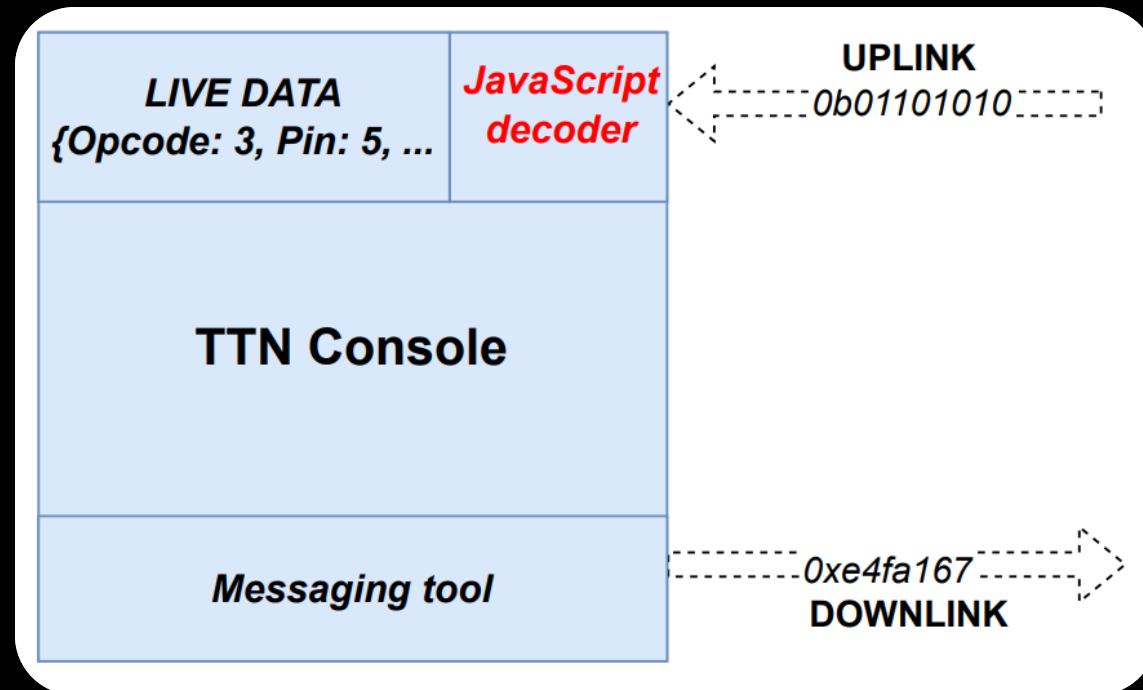 LIVE DATA
{Opcode: 3, Pin: 5, ...
JavaScript
decoder
UPLINK
0b01101010
TTN Console
Messaging tool
0xe4fa167
DOWNLINK